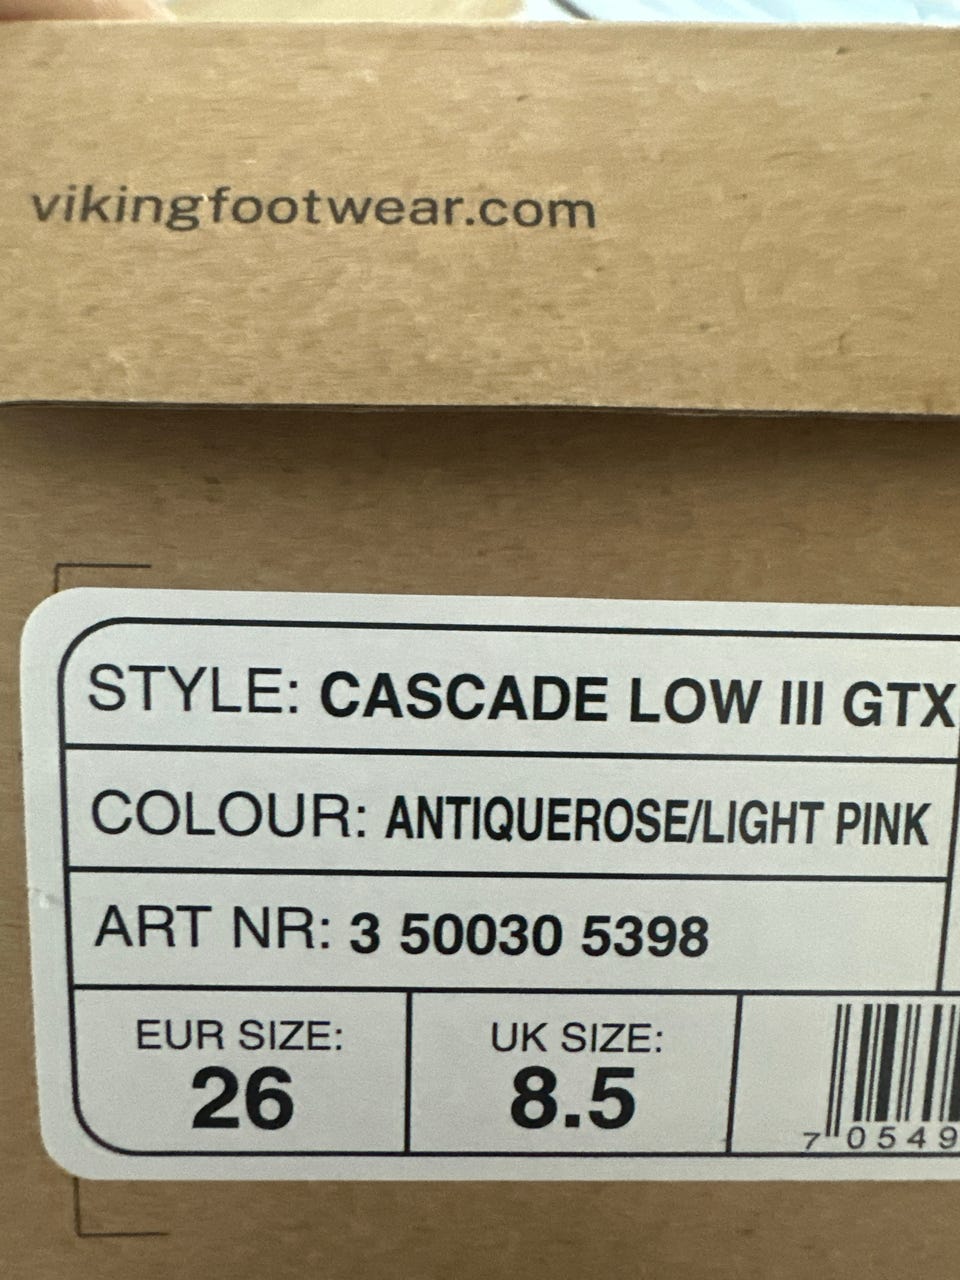 vikingfootwear.com
STYLE: CASCADE LOW III GTX
COLOUR: ANTIQUEROSE/LIGHT PINK
ART NR: 3 50030 5398
EUR SIZE: UK SIZE:
26 8.5
7 0549